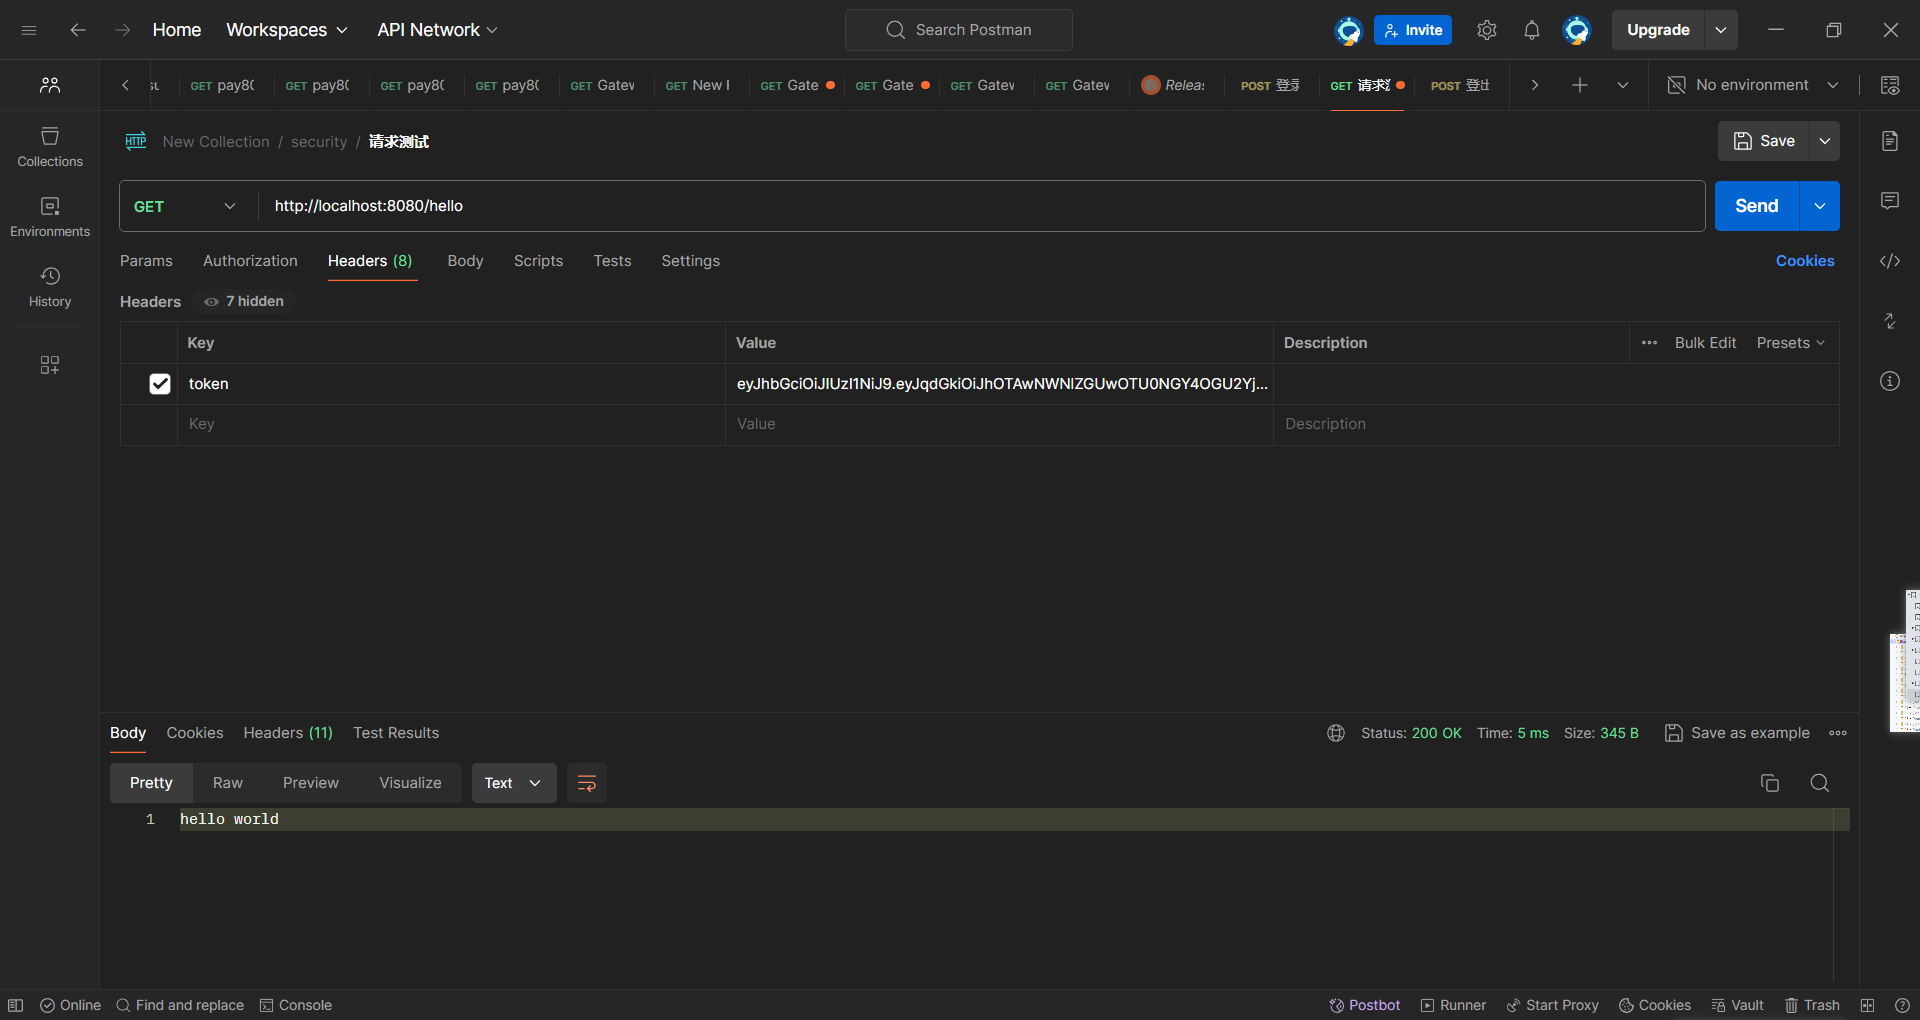 Home Workspaces API Network Search Postman Invite Upgrade
GET pay8 GET pay8 GET pay8 GET pay8 GET Gatew GET New GET Gate GET Gate GET Gatew GET Gatew Releas POST 登录 GET 请求 POST 登出 No environment
HTTP New Collection / security / 请求测试 Save
Collections
GET http://localhost:8080/hello Send
Environments
Params Authorization Headers (8) Body Scripts Tests Settings Cookies
History
Headers 7 hidden
Key Value Description Bulk Edit Presets
token eyJhbGciOiJIUzI1NiJ9.eyJqdGkiOiJhOTAwNWNlZGUwOTU0NGY4OGU2Yj...
Key Value Description
Body Cookies Headers (11) Test Results Status: 200 OK Time: 5 ms Size: 345 B Save as example
Pretty Raw Preview Visualize Text
1 hello world
Online Find and replace Console Postbot Runner Start Proxy Cookies Vault Trash